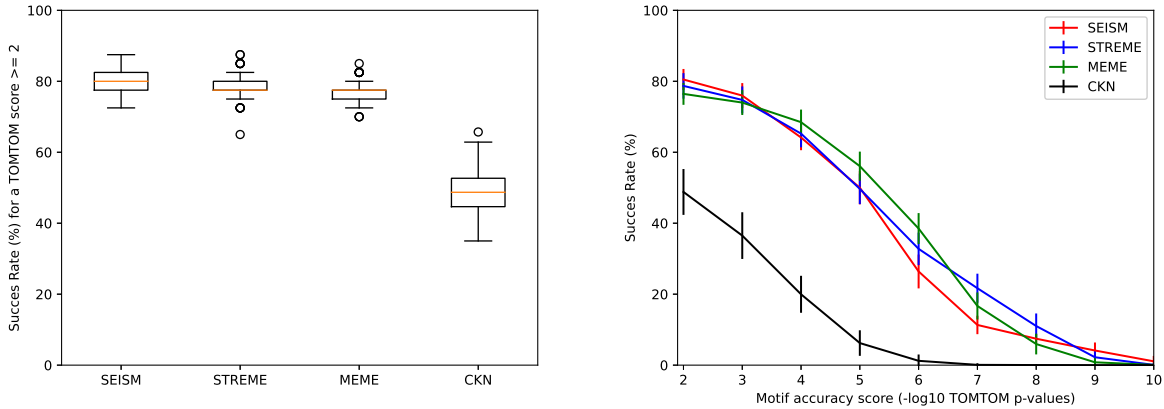 Succes Rate (%) for a TOMTOM score >= 2
100
80
60
40
20
0
SEISM STREME MEME CKN
Succes Rate (%)
100
80
60
40
20
0
2 3 4 5 6 7 8 9 10
Motif accuracy score (-log10 TOMTOM p-values)
SEISM
STREME
MEME
CKN